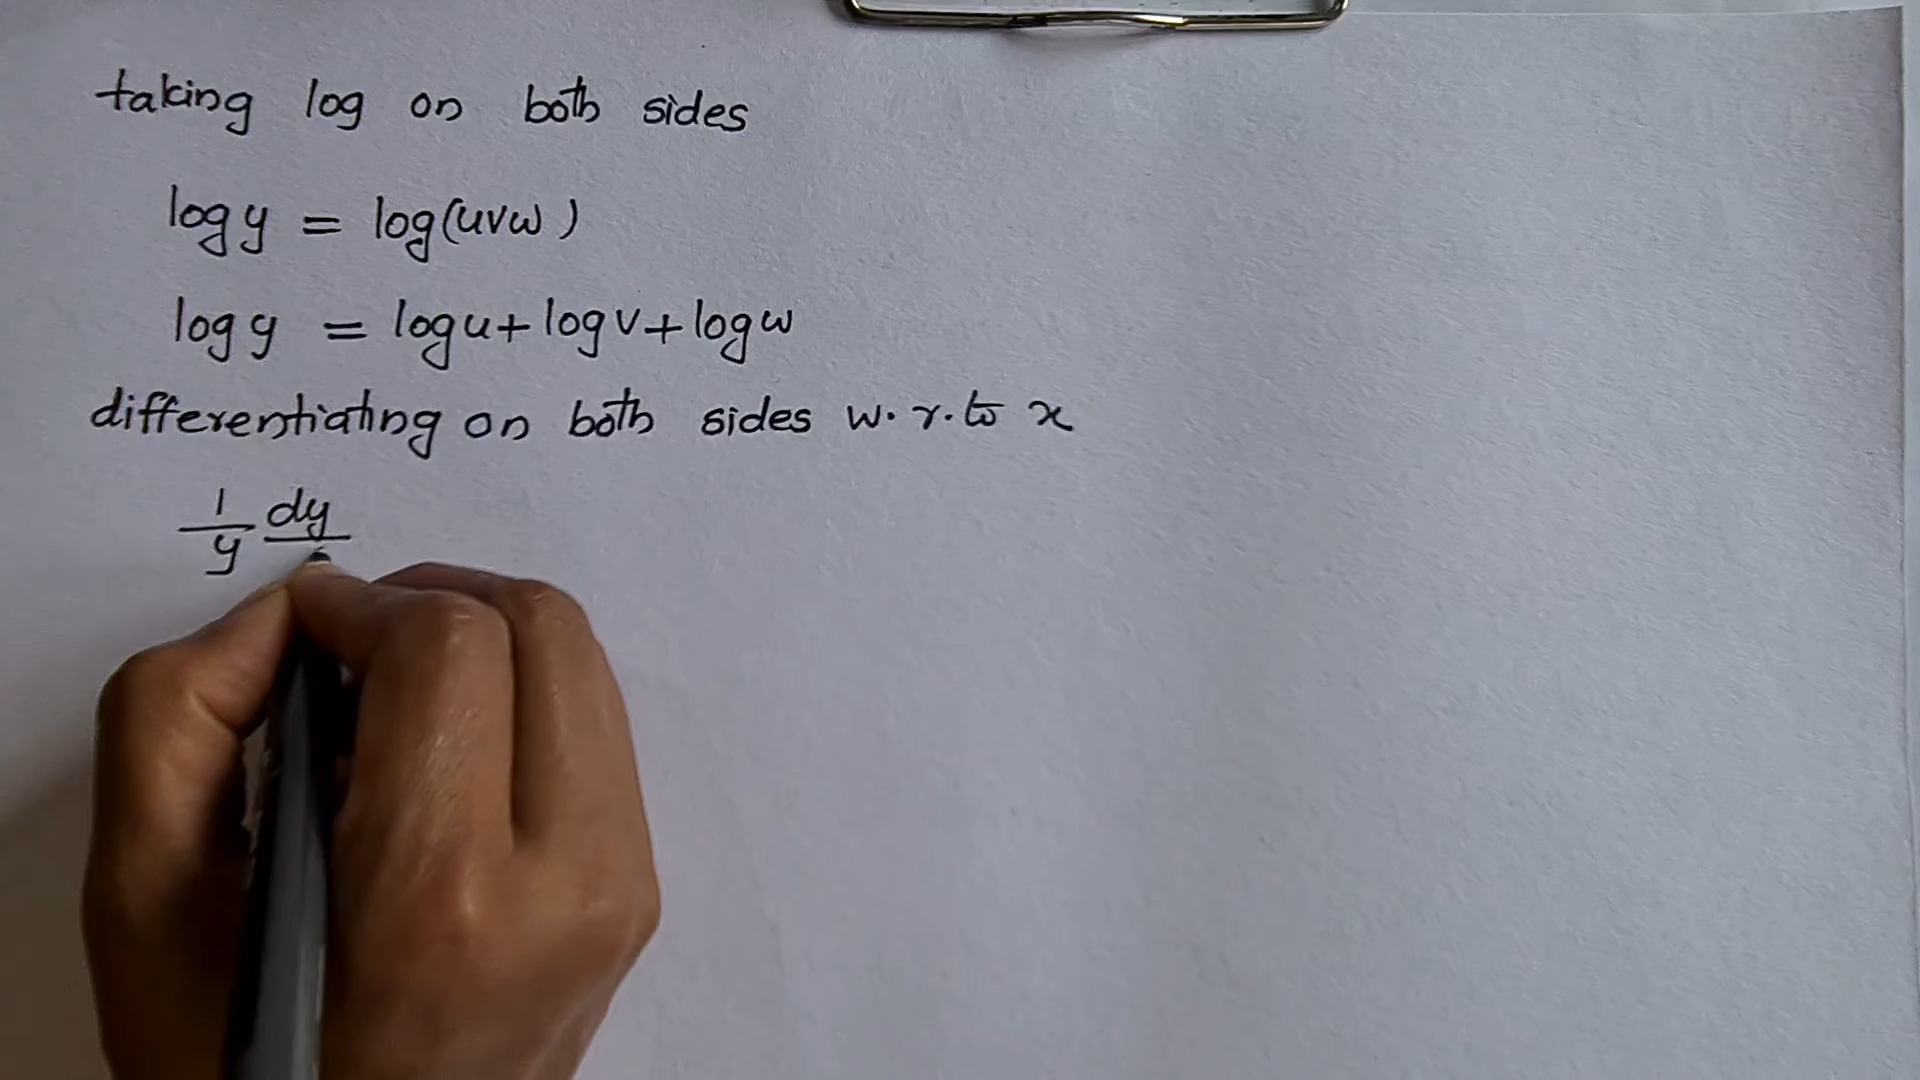 taking log on both sides
log y = log(uvw)
log y = log u + log v + log w
differentiating on both sides w.r.to x
1/y dy/